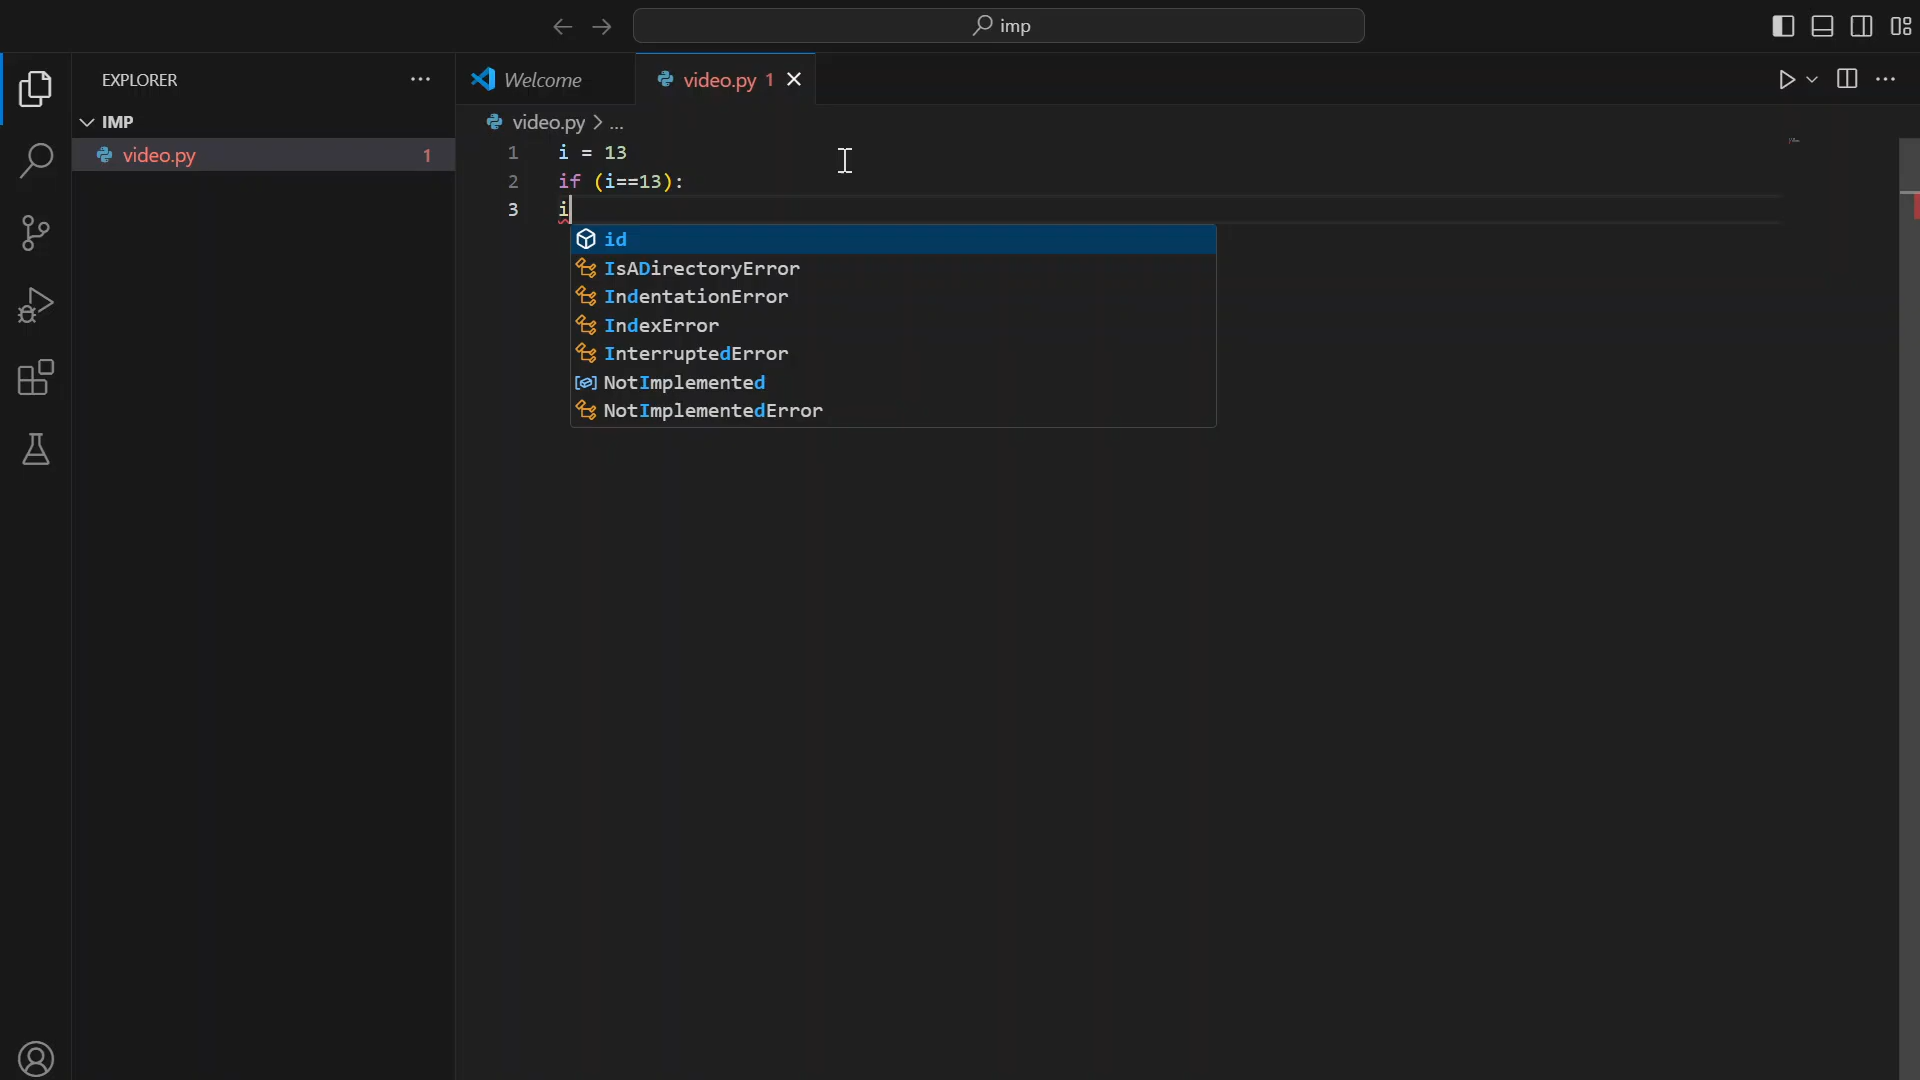 imp
EXPLORER
IMP
video.py 1
Welcome
video.py 1
video.py > ...
1 i = 13
2 if (i==13):
3 i
id
IsADirectoryError
IndentationError
IndexError
InterruptedError
NotImplemented
NotImplementedError